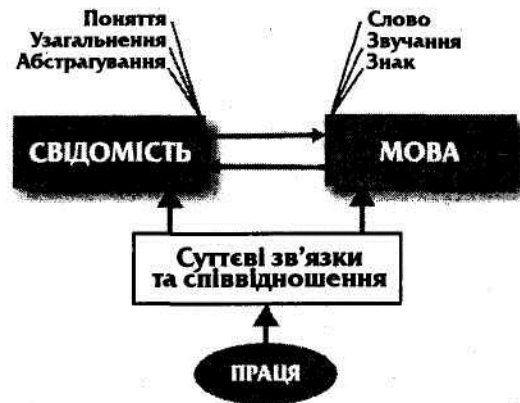 Поняття
Узагальнення
Абстрагування
Слово
Звучання
Знак
СВІДОМІСТЬ
МОВА
Суттєві зв'язки
та співвідношення
ПРАЦЯ